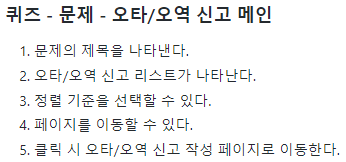 퀴즈 - 문제 - 오타/오역 신고 메인
1. 문제의 제목을 나타낸다.
2. 오타/오역 신고 리스트가 나타난다.
3. 정렬 기준을 선택할 수 있다.
4. 페이지를 이동할 수 있다.
5. 클릭 시 오타/오역 신고 작성 페이지로 이동한다.